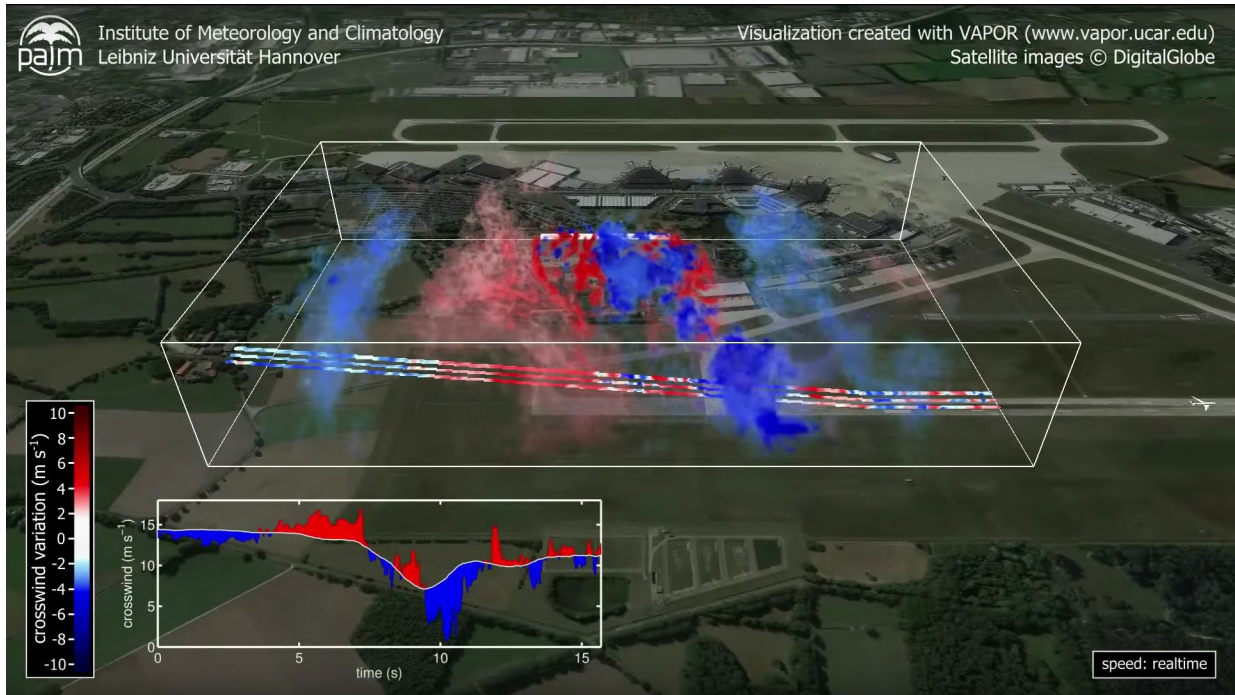 palm
Institute of Meteorology and Climatology
Leibniz Universität Hannover
Visualization created with VAPOR (www.vapor.ucar.edu)
Satellite images © DigitalGlobe
crosswind variation (m s⁻¹)
10
8
6
4
2
0
-2
-4
-6
-8
-10
crosswind (m s⁻¹)
15
10
5
0
0 5 10 15
time (s)
speed: realtime